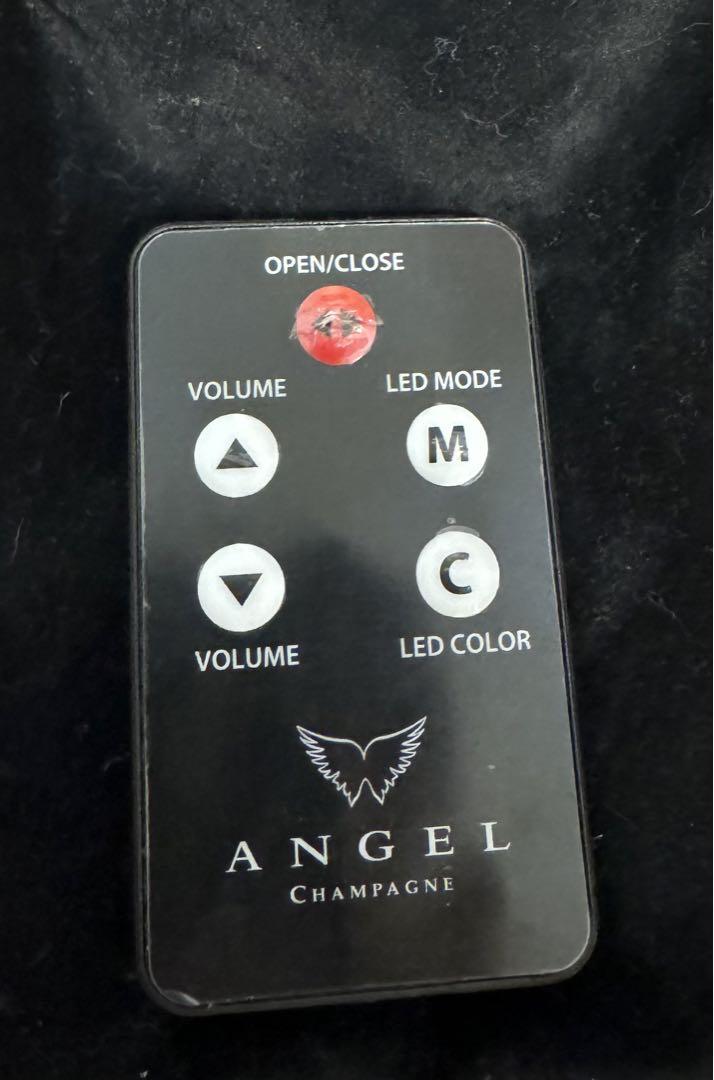 OPEN/CLOSE
VOLUME
LED MODE
M
C
VOLUME
LED COLOR
ANGEL
CHAMPAGNE